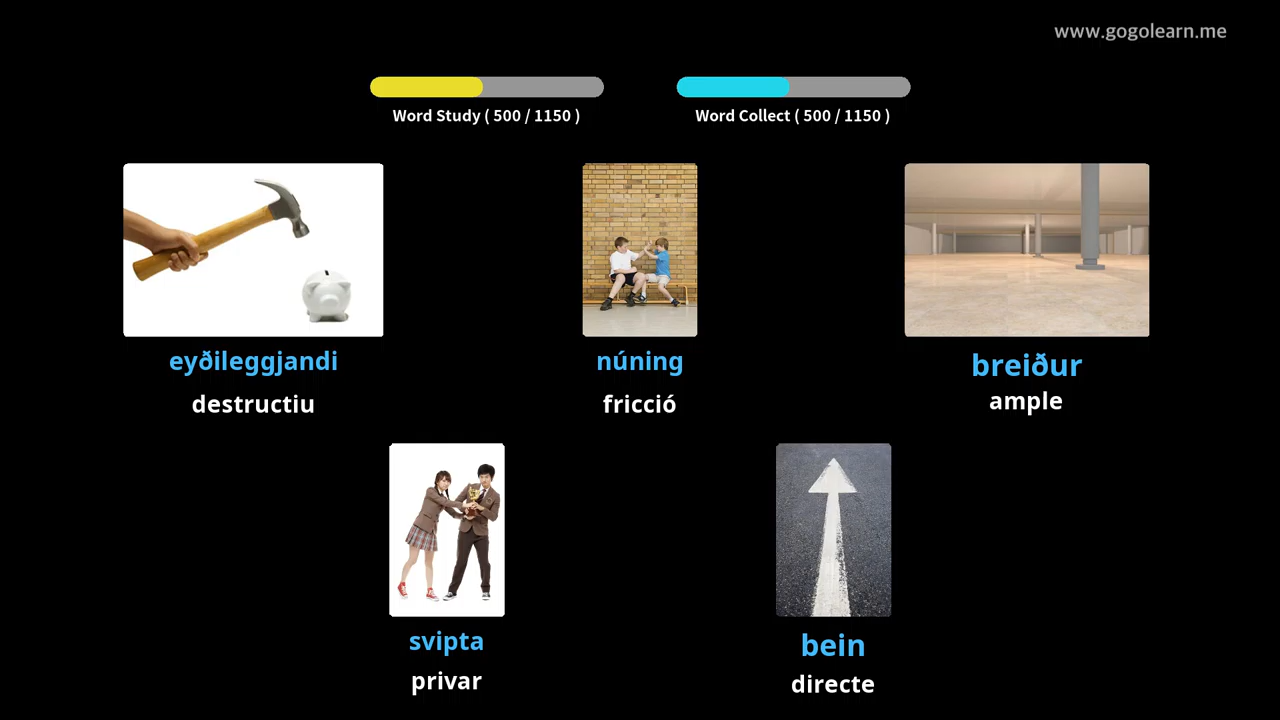 www.gogolearn.me
Word Study ( 500 / 1150 )
Word Collect ( 500 / 1150 )
eyðileggjandi
destructiu
núning
fricció
breiður
ample
svipta
privar
bein
directe